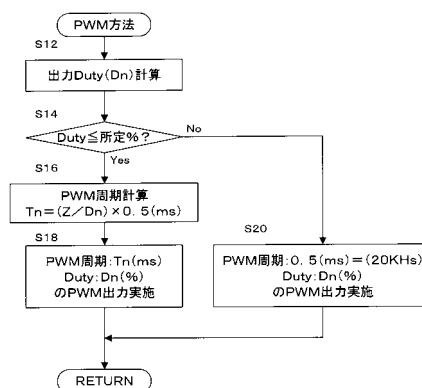 PWM方法
S12
出力Duty(Dn)計算
S14
Duty≦所定%?
No
Yes
S16
PWM周期計算
Tn=(Z/Dn)×0.5(ms)
S18
PWM周期:Tn(ms)
Duty:Dn(%)
のPWM出力実施
S20
PWM周期:0.5(ms)=(20KHs)
Duty:Dn(%)
のPWM出力実施
RETURN